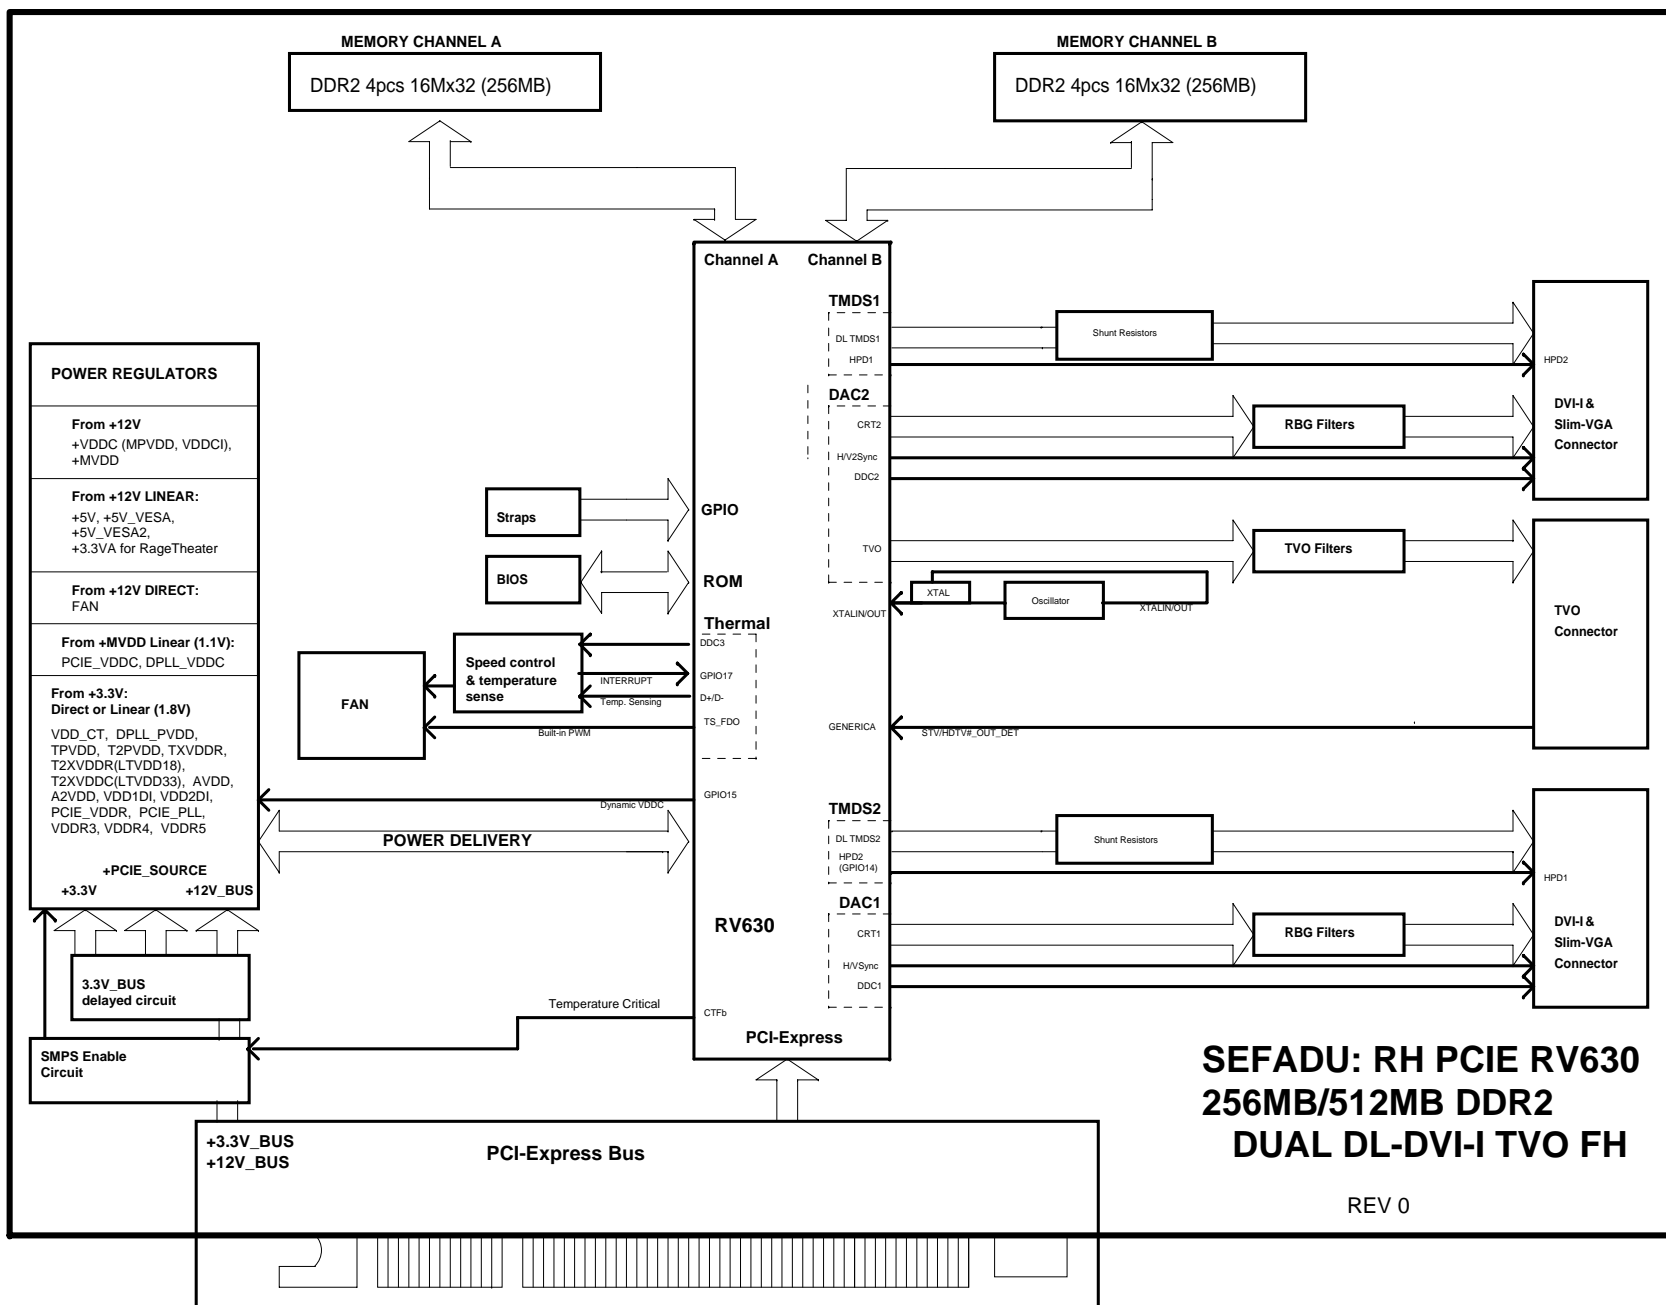 MEMORY CHANNEL A
DDR2 4pcs 16Mx32 (256MB)
MEMORY CHANNEL B
DDR2 4pcs 16Mx32 (256MB)
Channel A
Channel B
TMDS1
DL TMDS1
HPD1
Shunt Resistors
HPD2
DAC2
CRT2
RBG Filters
H/V2Sync
DDC2
DVI-I &
Slim-VGA
Connector
TVO
TVO Filters
XTAL
Oscillator
XTALIN/OUT
XTALIN/OUT
TVO
Connector
GENERICA
STV/HDTV#_OUT_DET
POWER REGULATORS
From +12V
+VDDC (MPVDD, VDDCI),
+MVDD
From +12V LINEAR:
+5V, +5V_VESA,
+5V_VESA2,
+3.3VA for RageTheater
From +12V DIRECT:
FAN
From +MVDD Linear (1.1V):
PCIE_VDDC, DPLL_VDDC
From +3.3V:
Direct or Linear (1.8V)
VDD_CT, DPLL_PVDD,
TPVDD, T2PVDD, TXVDDR,
T2XVDDR(LTVDD18),
T2XVDDC(LTVDD33), AVDD,
A2VDD, VDD1DI, VDD2DI,
PCIE_VDDR, PCIE_PLL,
VDDR3, VDDR4, VDDR5
+PCIE_SOURCE
+3.3V
+12V_BUS
Straps
GPIO
BIOS
ROM
Thermal
DDC3
GPIO17
D+/D-
TS_FDO
FAN
Speed control
& temperature
sense
INTERRUPT
Temp. Sensing
Built-in PWM
GPIO15
Dynamic VDDC
POWER DELIVERY
TMDS2
DL TMDS2
HPD2
(GPIO14)
Shunt Resistors
HPD1
DAC1
CRT1
RBG Filters
H/VSync
DDC1
DVI-I &
Slim-VGA
Connector
RV630
3.3V_BUS
delayed circuit
Temperature Critical
CTFb
PCI-Express
SMPS Enable
Circuit
+3.3V_BUS
+12V_BUS
PCI-Express Bus
SEFADU: RH PCIE RV630
256MB/512MB DDR2
DUAL DL-DVI-I TVO FH
REV 0